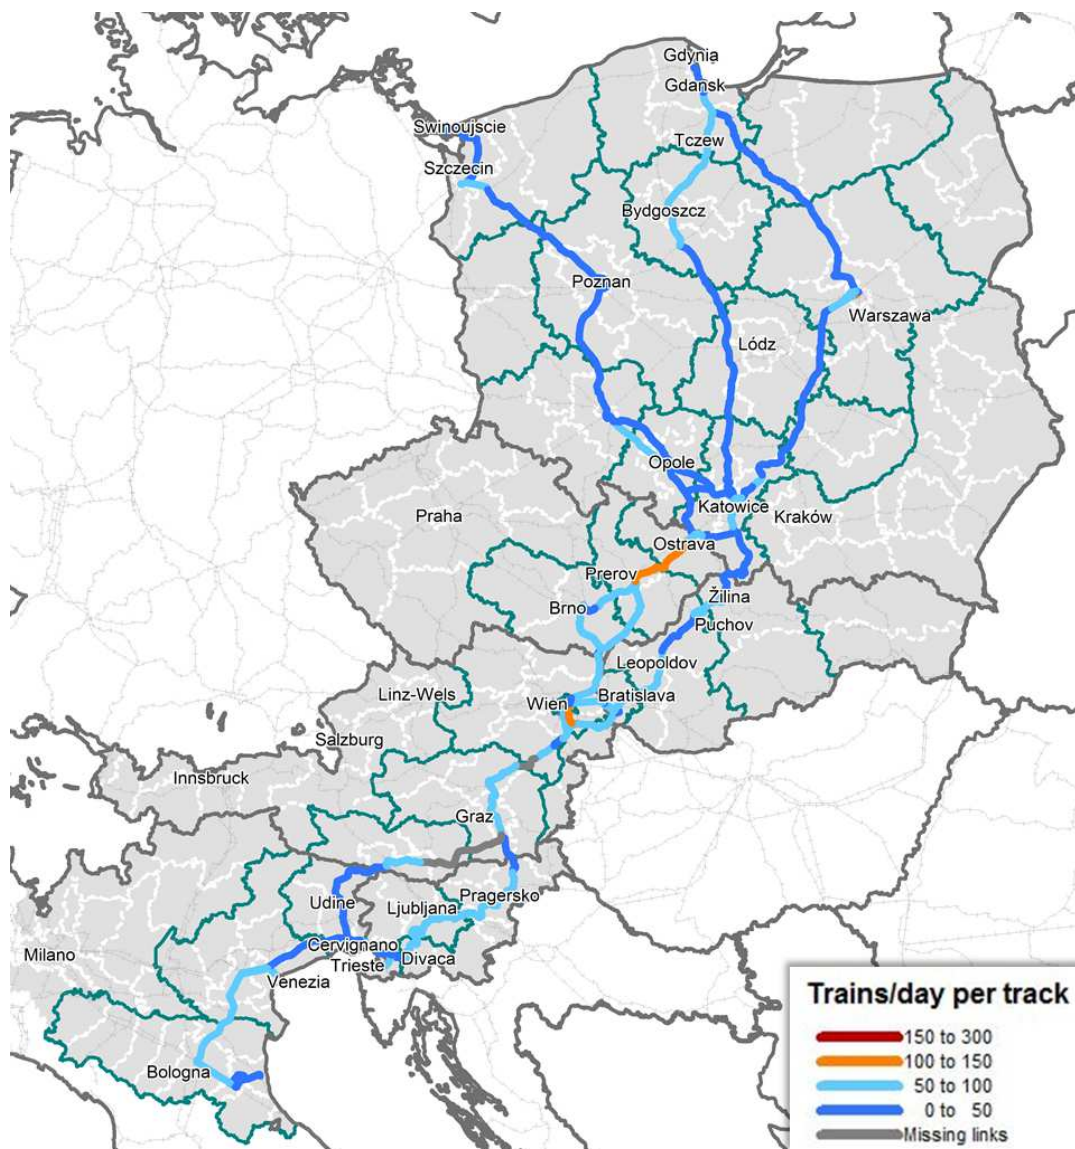 Gdynia
Gdańsk
Swinoujscie
Tczew
Szczecin
Bydgoszcz
Poznan
Warszawa
Lódz
Opole
Katowice
Kraków
Praha
Ostrava
Prerov
Žilina
Brno
Puchov
Leopoldov
Linz-Wels
Bratislava
Wien
Salzburg
Innsbruck
Graz
Pragersko
Udine
Ljubljana
Cervignano
Milano
Divaca
Trieste
Venezia
Bologna
Trains/day per track
150 to 300
100 to 150
50 to 100
0 to 50
Missing links